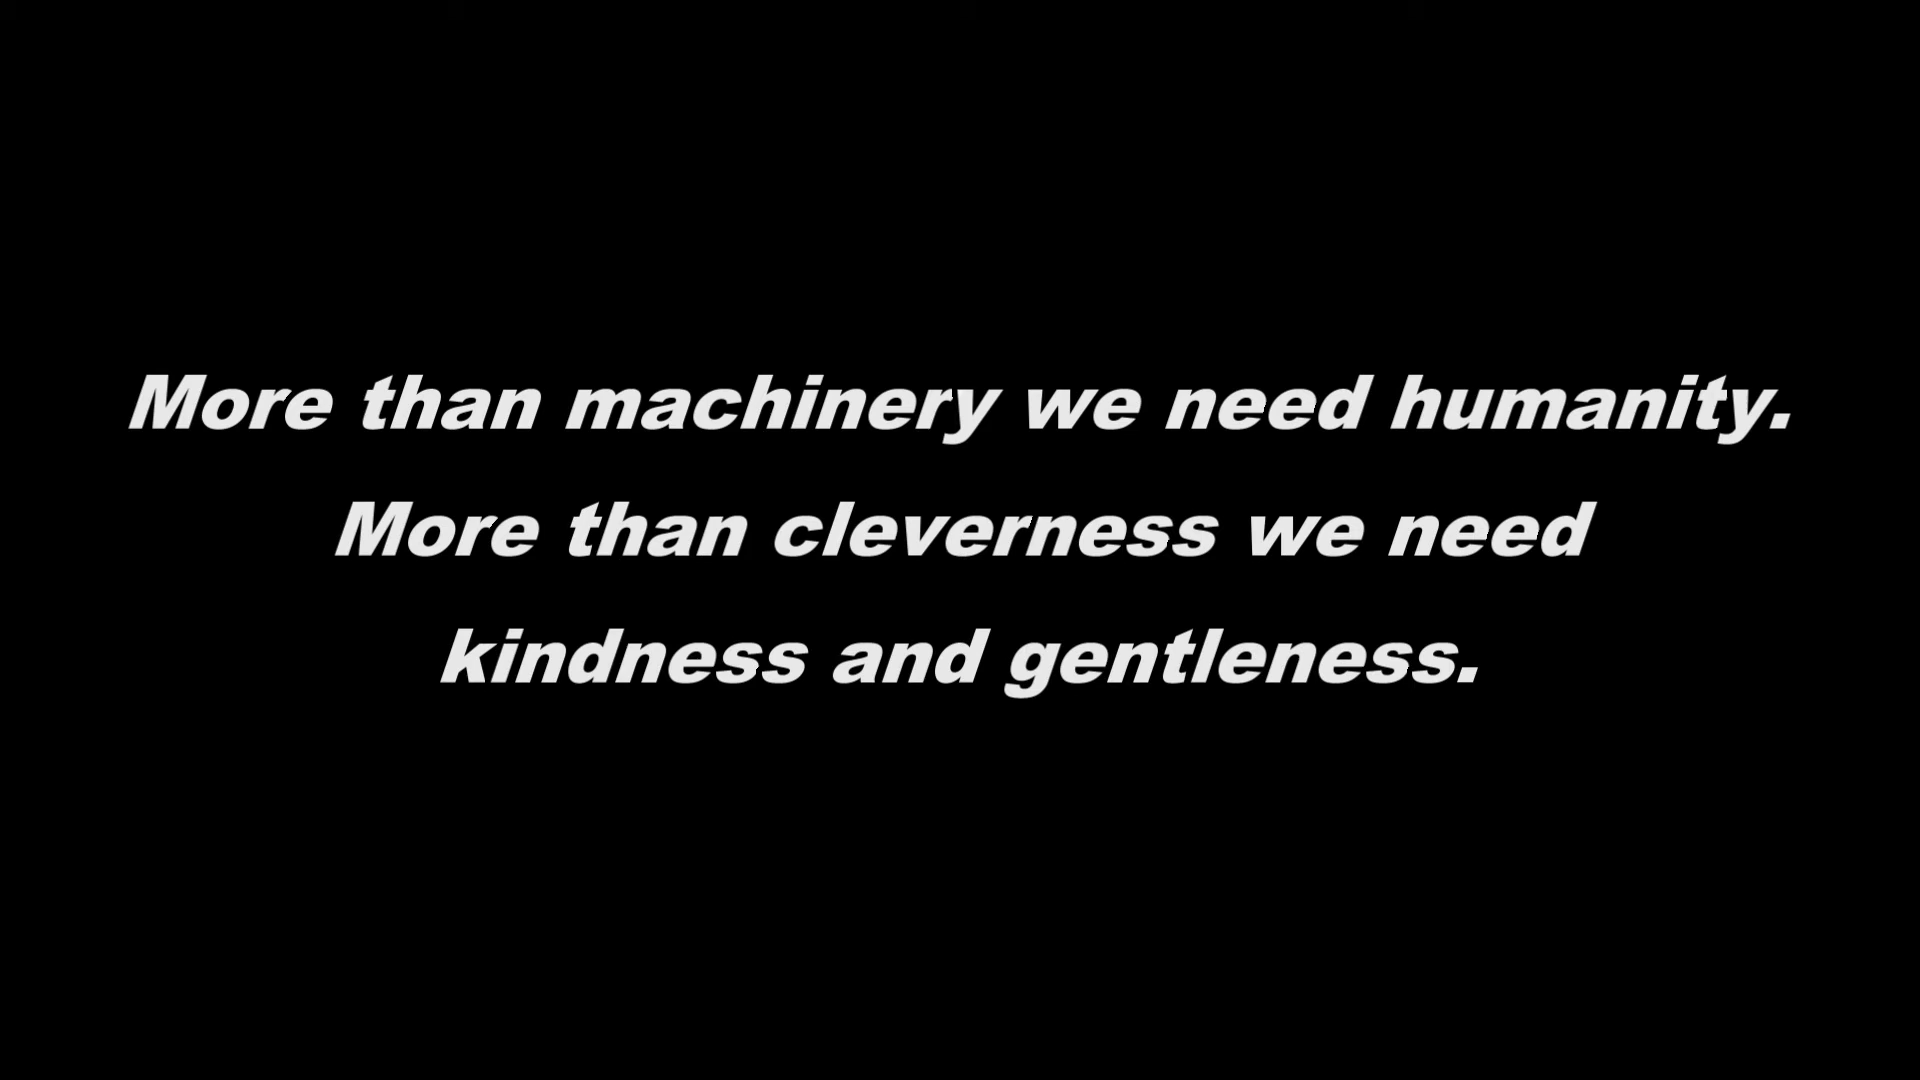 More than machinery we need humanity.
More than cleverness we need
kindness and gentleness.